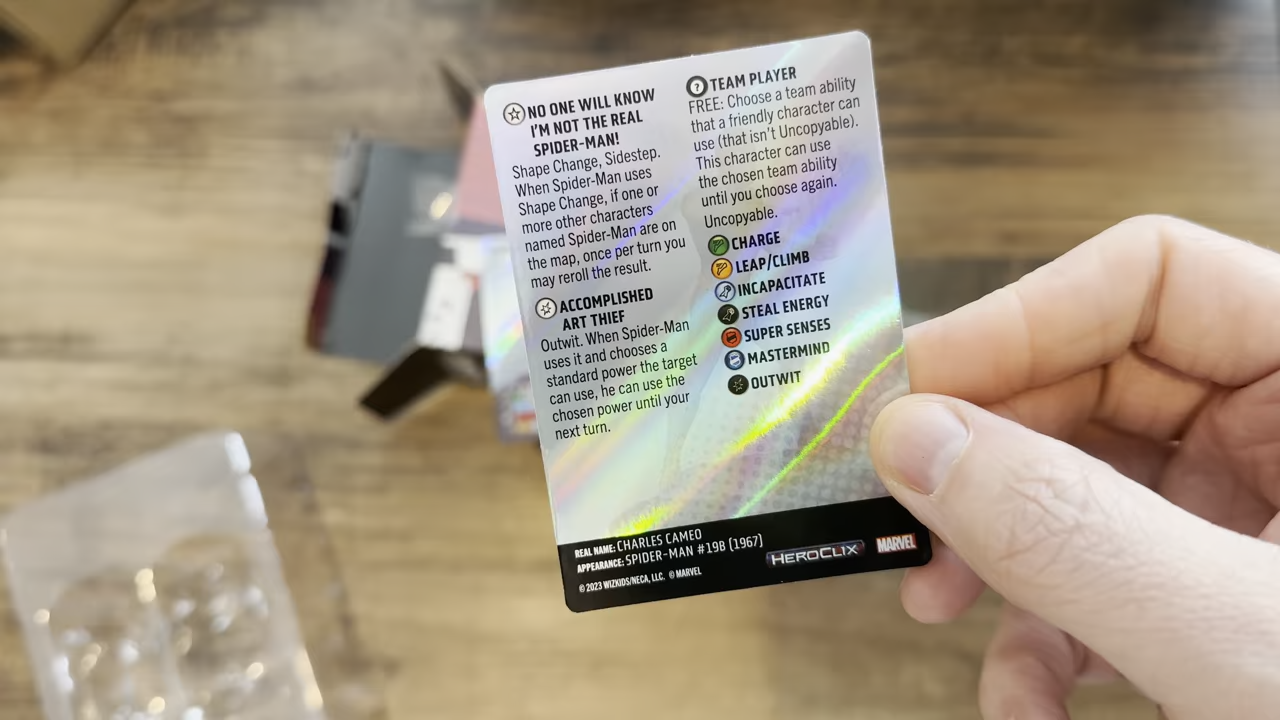 NO ONE WILL KNOW
I'M NOT THE REAL
SPIDER-MAN!
Shape Change, Sidestep.
When Spider-Man uses
Shape Change, if one or
more other characters
named Spider-Man are on
the map, once per turn you
may reroll the result.
ACCOMPLISHED
ART THIEF
Outwit. When Spider-Man
uses it and chooses a
standard power the target
can use, he can use the
chosen power until your
next turn.
? TEAM PLAYER
FREE: Choose a team ability
that a friendly character can
use (that isn't Uncopyable).
This character can use
the chosen team ability
until you choose again.
Uncopyable.
CHARGE
LEAP/CLIMB
INCAPACITATE
STEAL ENERGY
SUPER SENSES
MASTERMIND
OUTWIT
REAL NAME: CHARLES CAMEO
APPEARANCE: SPIDER-MAN #19B (1967)
© 2023 WIZKIDS/NECA, LLC. © MARVEL
HEROCLIX
MARVEL